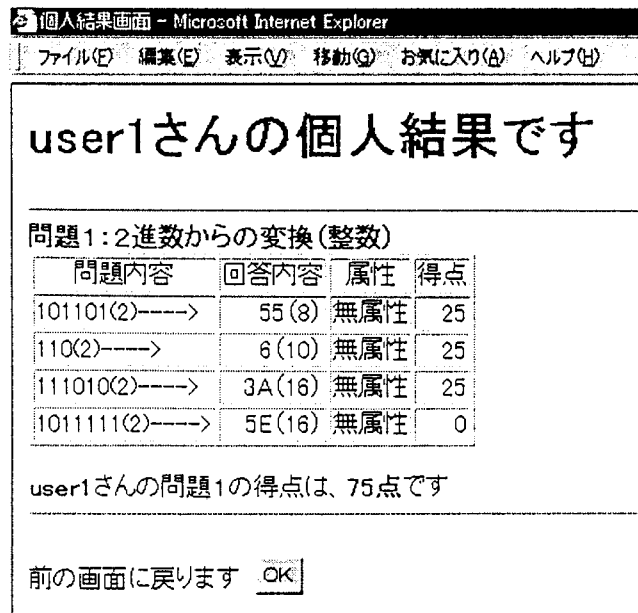 個人結果画面 - Microsoft Internet Explorer
ファイル(F) 編集(E) 表示(V) 移動(G) お気に入り(A) ヘルプ(H)
user1さんの個人結果です
問題1:2進数からの変換(整数)
問題内容 回答内容 属性 得点
101101(2)----> 55(8) 無属性 25
110(2)----> 6(10) 無属性 25
111010(2)----> 3A(16) 無属性 25
1011111(2)----> 5E(16) 無属性 0
user1さんの問題1の得点は、75点です
前の画面に戻ります OK